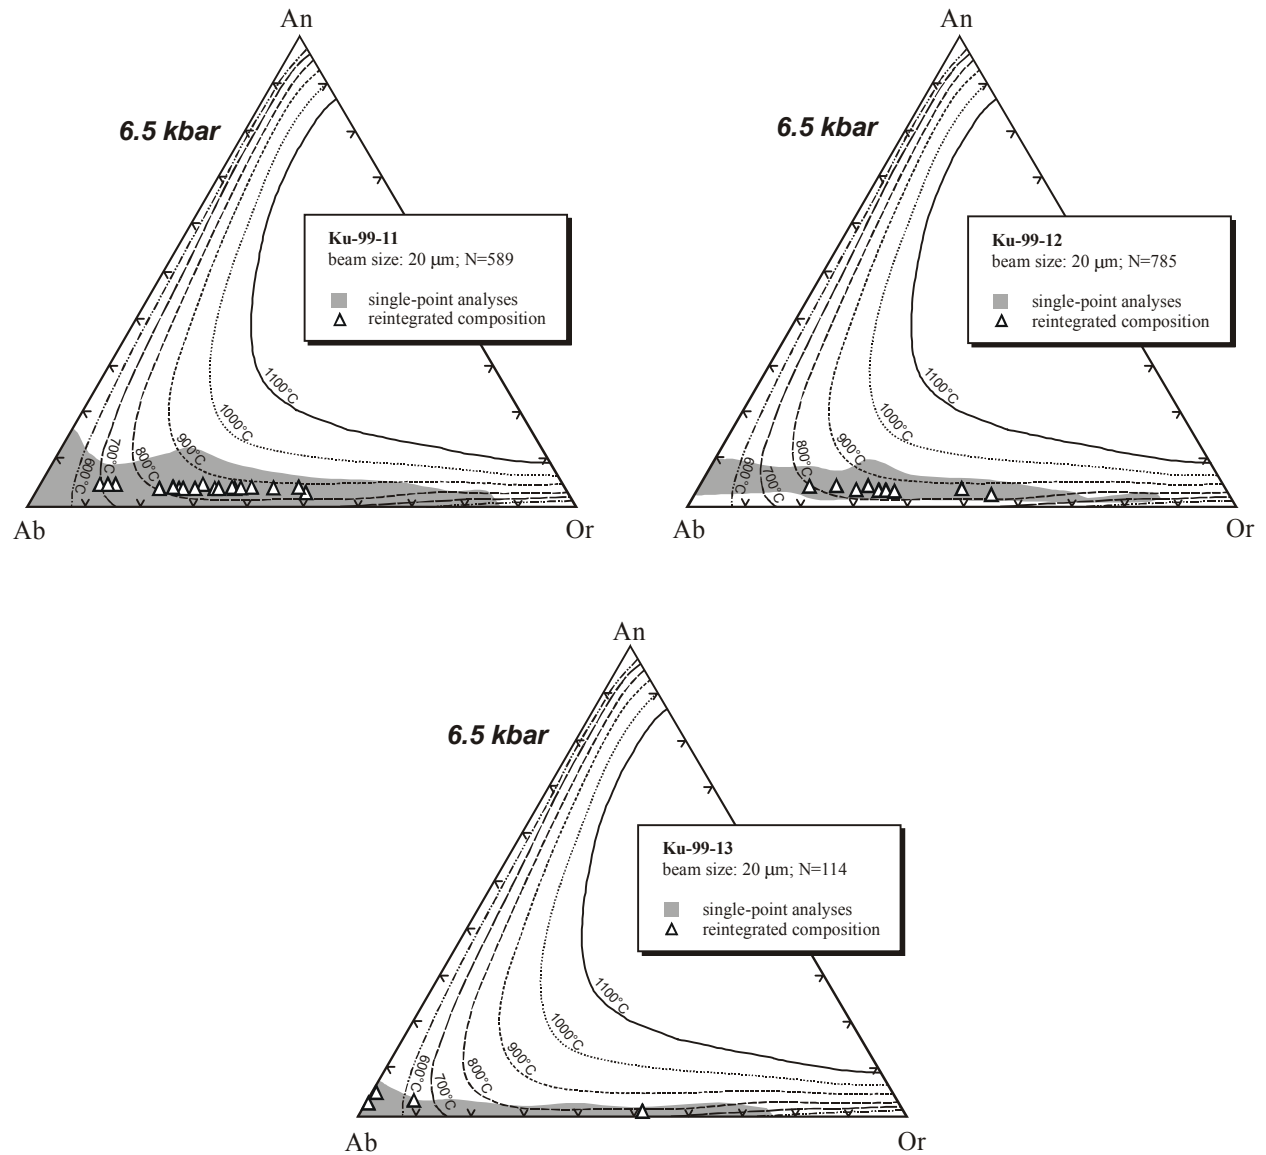 An
6.5 kbar
Ku-99-11
beam size: 20 μm; N=589
single-point analyses
reintegrated composition
1100°C
1000°C
900°C
800°C
700°C
600°C
Ab
Or
An
6.5 kbar
Ku-99-12
beam size: 20 μm; N=785
single-point analyses
reintegrated composition
1100°C
1000°C
900°C
800°C
700°C
600°C
Ab
Or
An
6.5 kbar
Ku-99-13
beam size: 20 μm; N=114
single-point analyses
reintegrated composition
1100°C
1000°C
900°C
800°C
700°C
600°C
Ab
Or